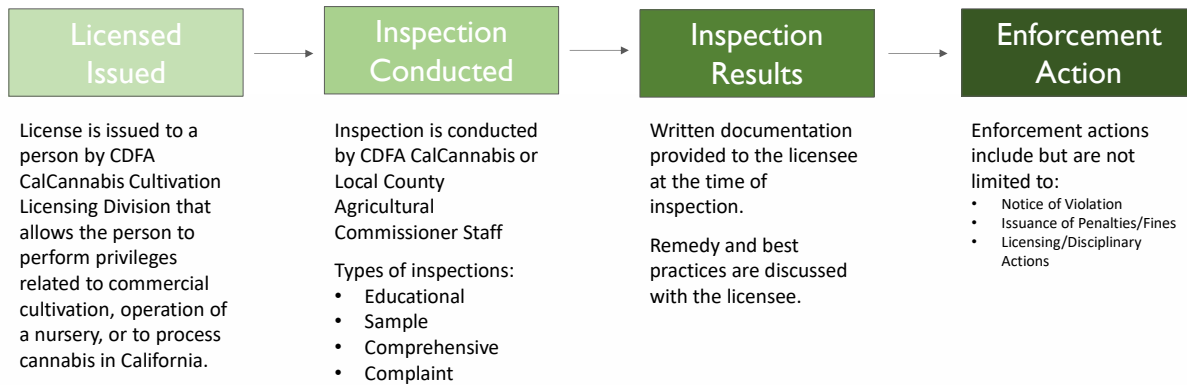 Licensed
Issued
License is issued to a
person by CDFA
CalCannabis Cultivation
Licensing Division that
allows the person to
perform privileges
related to commercial
cultivation, operation of
a nursery, or to process
cannabis in California.
Inspection
Conducted
Inspection is conducted
by CDFA CalCannabis or
Local County
Agricultural
Commissioner Staff
Types of inspections:
• Educational
• Sample
• Comprehensive
• Complaint
Inspection
Results
Written documentation
provided to the licensee
at the time of
inspection.
Remedy and best
practices are discussed
with the licensee.
Enforcement
Action
Enforcement actions
include but are not
limited to:
• Notice of Violation
• Issuance of Penalties/Fines
• Licensing/Disciplinary
Actions